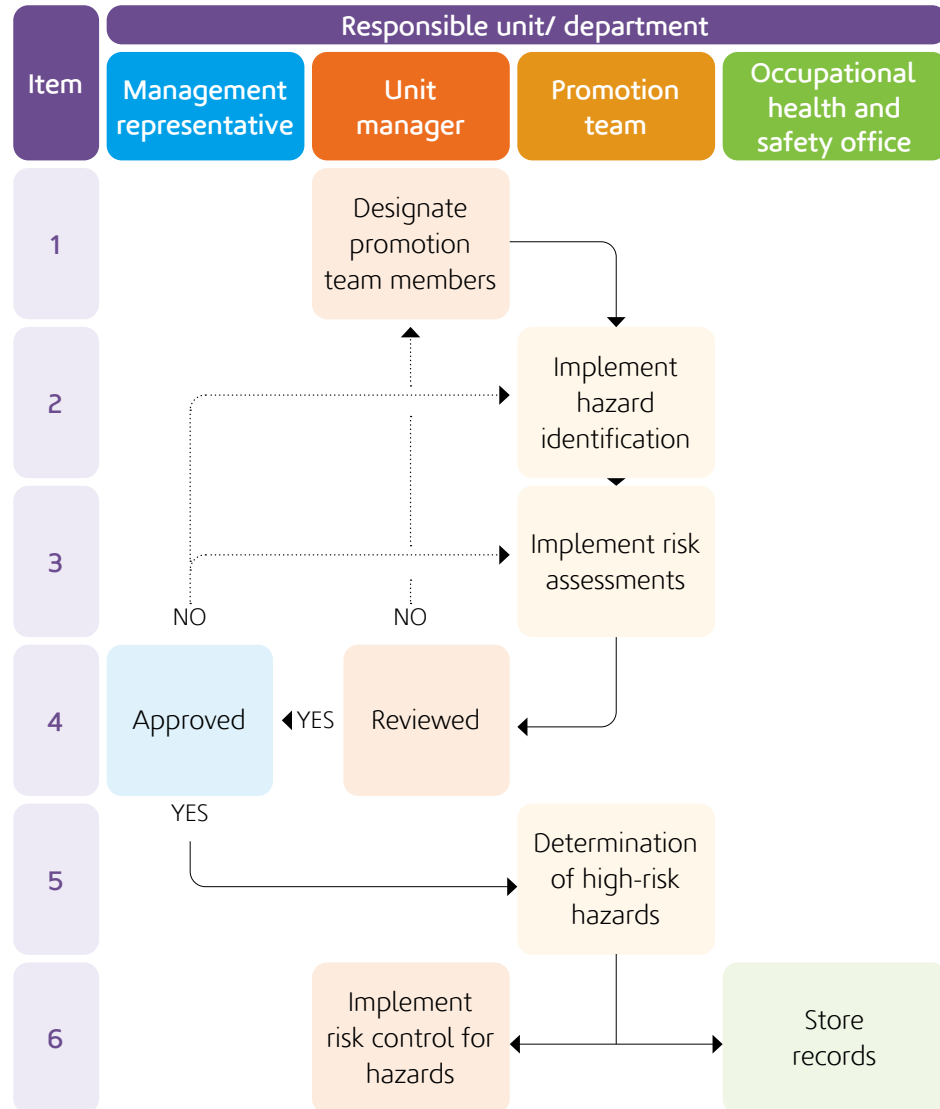 Responsible unit/ department
Item
Management
representative
Unit
manager
Promotion
team
Occupational
health and
safety office
1
Designate
promotion
team members
2
Implement
hazard
identification
3
Implement risk
assessments
NO
NO
4
Approved
YES
Reviewed
YES
5
Determination
of high-risk
hazards
6
Implement
risk control for
hazards
Store
records